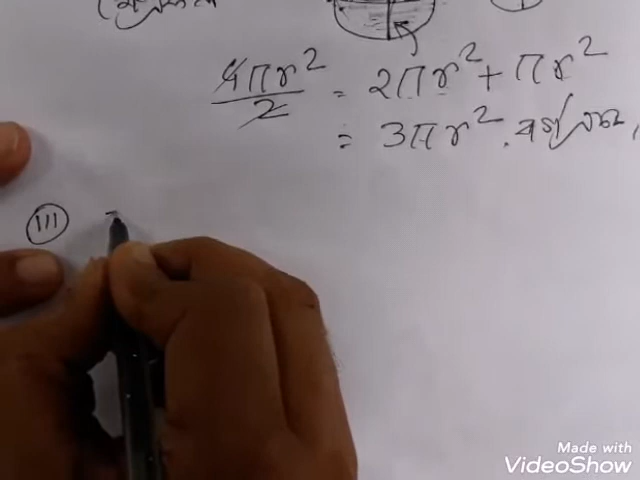 4πr²/2 = 2πr² + πr²
= 3πr².
(iii)
Made with
VideoShow